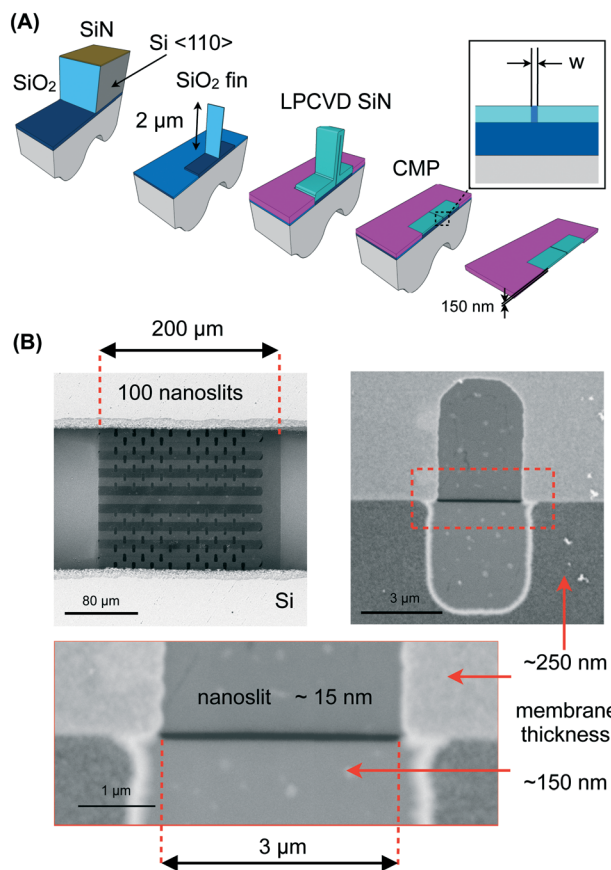 (A)
SiN
Si <110>
SiO2
SiO2 fin
2 µm
LPCVD SiN
CMP
w
150 nm
(B)
200 µm
100 nanoslits
80 µm
Si
3 µm
~250 nm
membrane
thickness
nanoslit ~ 15 nm
~150 nm
1 µm
3 µm